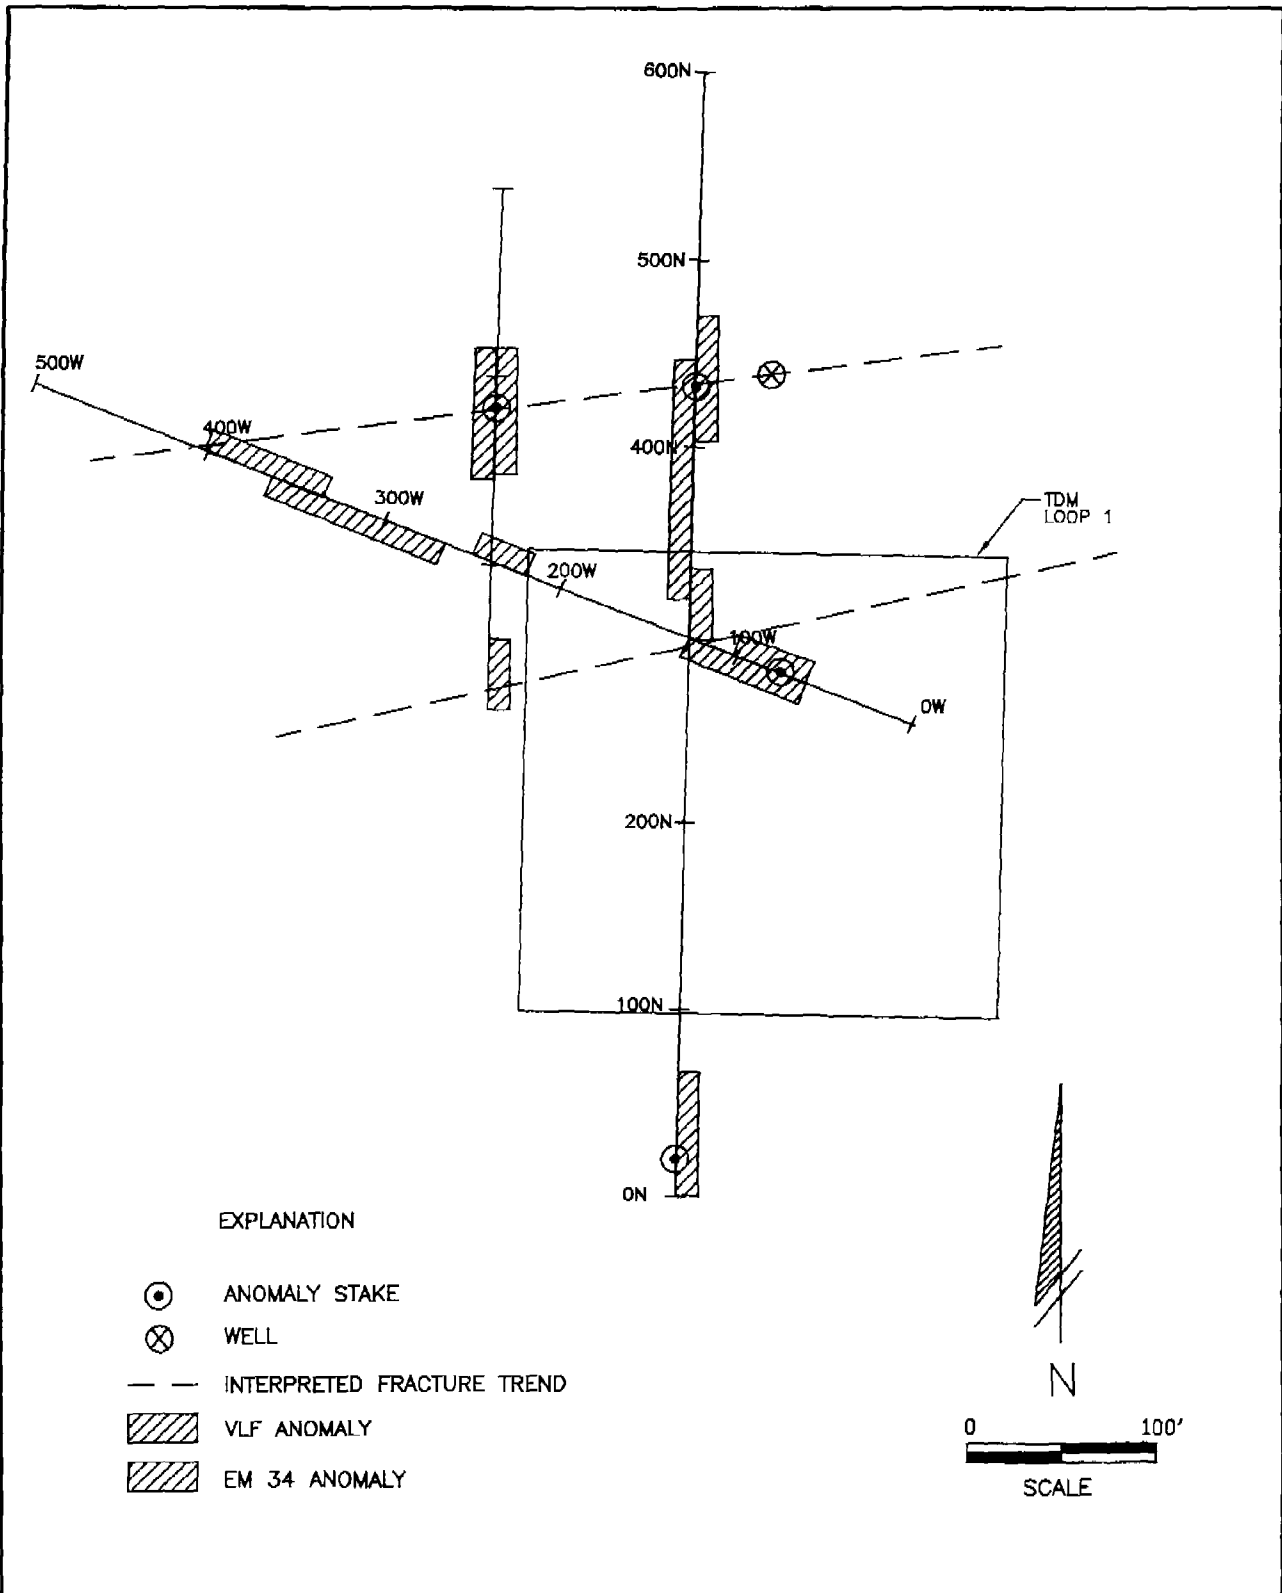 600N
500N
500W
400W
400N
300W
TDM
LOOP 1
200W
100W
0W
200N
100N
0N
EXPLANATION
ANOMALY STAKE
WELL
INTERPRETED FRACTURE TREND
VLF ANOMALY
EM 34 ANOMALY
N
0 100'
SCALE